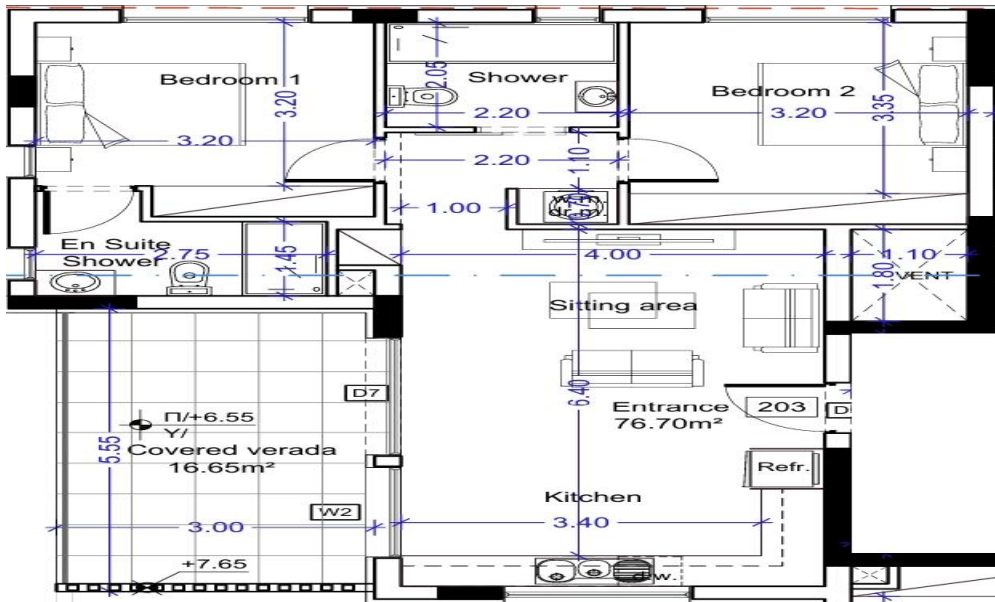 Bedroom 1
3.20
3.20
Shower
2.05
2.20
Bedroom 2
3.20
3.35
2.20
1.10
1.00
0.70
En Suite
Shower
2.75
1.45
4.00
1.10
1.80
VENT
Sitting area
6.40
D7
Π/+6.55
Y/
Covered verada
16.65m²
5.55
W2
3.00
+7.65
Entrance
76.70m²
203
D
Refr.
Kitchen
3.40